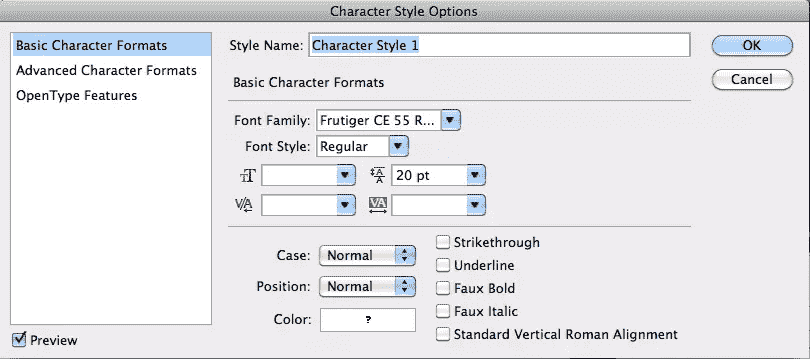 Character Style Options
Basic Character Formats
Advanced Character Formats
OpenType Features
Style Name: Character Style 1
OK
Cancel
Basic Character Formats
Font Family: Frutiger CE 55 R...
Font Style: Regular
20 pt
Case: Normal
Position: Normal
Color: ?
Strikethrough
Underline
Faux Bold
Faux Italic
Standard Vertical Roman Alignment
Preview